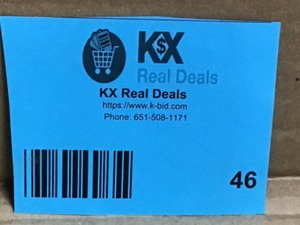 K$X
Real Deals
KX Real Deals
https://www.k-bid.com
Phone: 651-508-1171
46